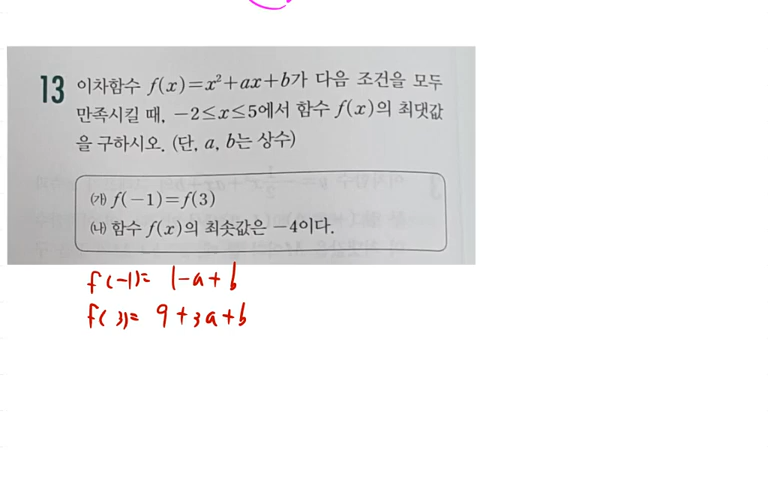 13 이차함수 f(x)=x²+ax+b가 다음 조건을 모두
만족시킬 때, -2≤x≤5에서 함수 f(x)의 최댓값
을 구하시오. (단, a, b는 상수)
(가) f(-1)=f(3)
(나) 함수 f(x)의 최솟값은 -4이다.
f(-1)= 1-a+b
f(3)= 9+3a+b